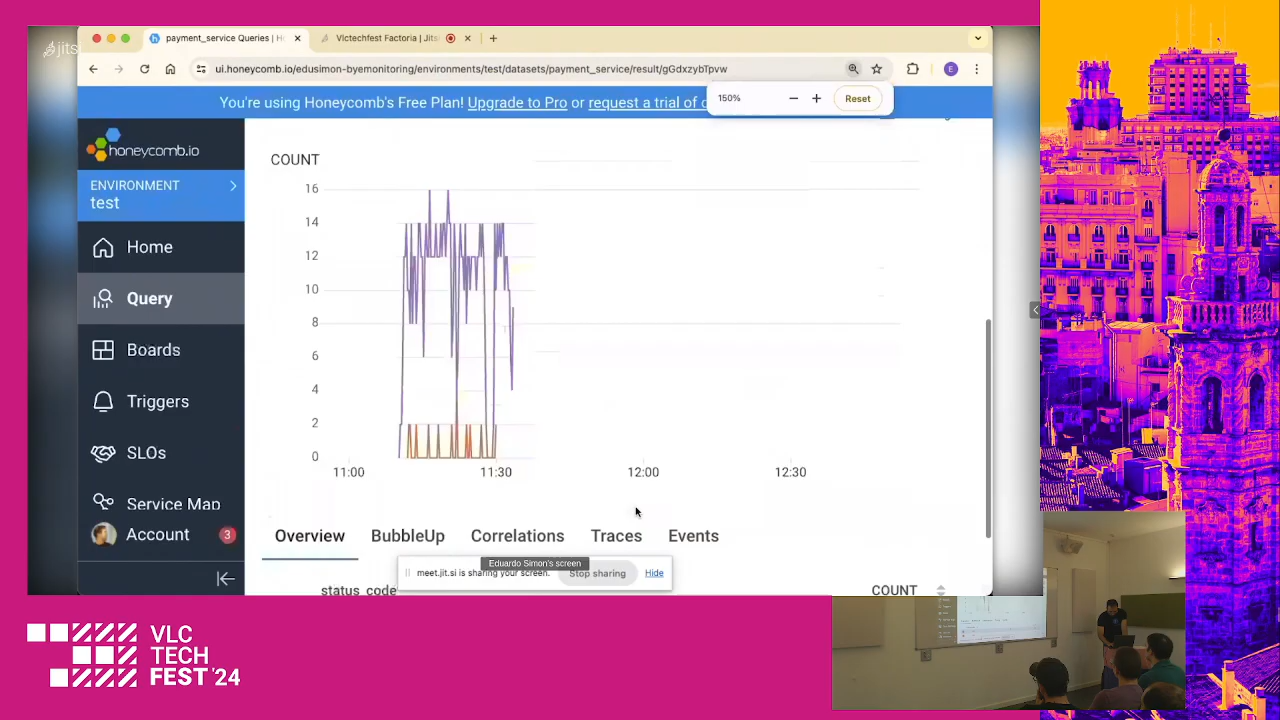 jits
payment_service Queries | H
Vlctechfest Factoria | Jits
ui.honeycomb.io/edusitrn-bemonitoring/environments/test/datasets/payment_service/result/gGdxzybTpvw
E
150%
Reset
You're using Honeycomb's Free Plan! Upgrade to Pro or request a trial of
honeycomb.io
ENVIRONMENT
test
Home
Query
Boards
Triggers
SLOs
Service Map
Account
3
COUNT
16
14
12
10
8
6
4
2
0
11:00
11:30
12:00
12:30
Overview
BubbleUp
Correlations
Traces
Events
Eduardo Simon's screen
meet.jit.si is sharing your screen.
Stop sharing
Hide
status_code
COUNT
VLC
TECH
FEST '24